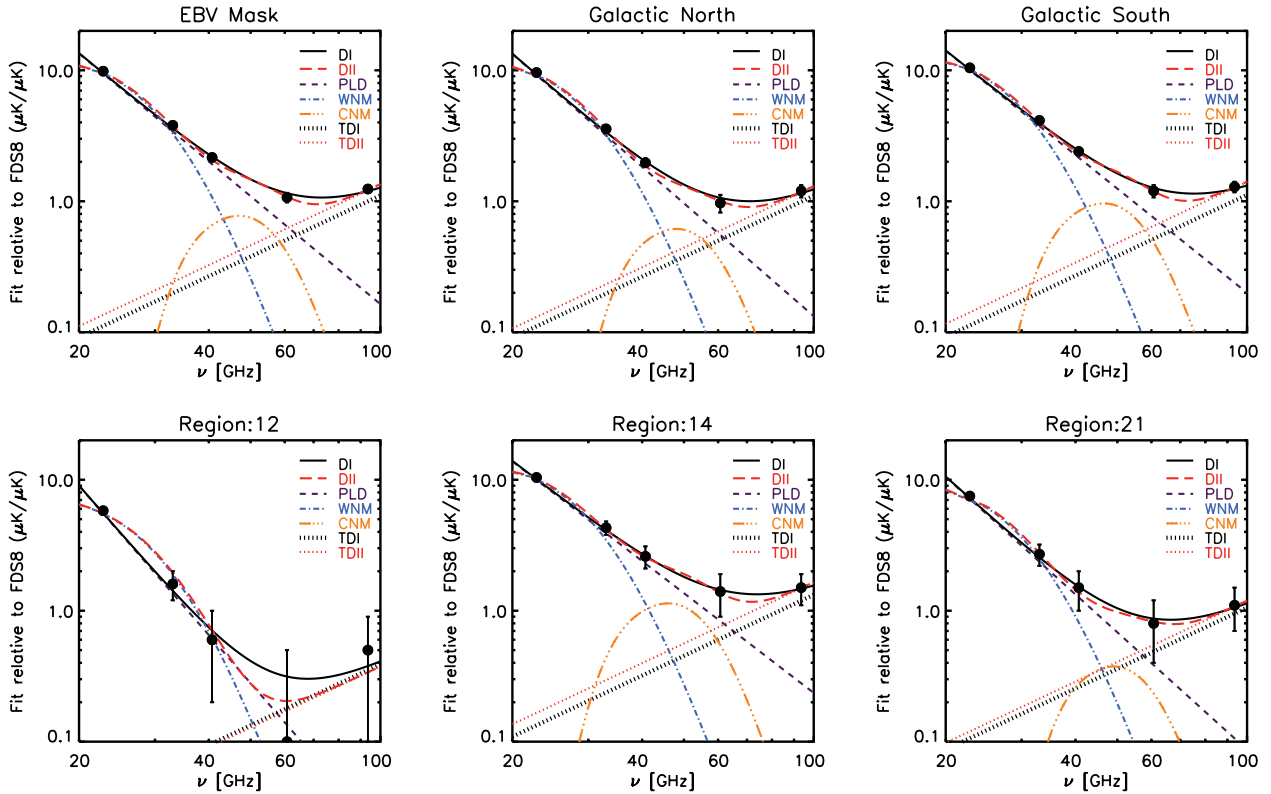 EBV Mask
Fit relative to FDS8 (μK/μK)
10.0
1.0
0.1
DI
DII
PLD
WNM
CNM
TDI
TDII
20
40
60
100
ν [GHz]
Galactic North
Fit relative to FDS8 (μK/μK)
10.0
1.0
0.1
DI
DII
PLD
WNM
CNM
TDI
TDII
20
40
60
100
ν [GHz]
Galactic South
Fit relative to FDS8 (μK/μK)
10.0
1.0
0.1
DI
DII
PLD
WNM
CNM
TDI
TDII
20
40
60
100
ν [GHz]
Region:12
Fit relative to FDS8 (μK/μK)
10.0
1.0
0.1
DI
DII
PLD
WNM
CNM
TDI
TDII
20
40
60
100
ν [GHz]
Region:14
Fit relative to FDS8 (μK/μK)
10.0
1.0
0.1
DI
DII
PLD
WNM
CNM
TDI
TDII
20
40
60
100
ν [GHz]
Region:21
Fit relative to FDS8 (μK/μK)
10.0
1.0
0.1
DI
DII
PLD
WNM
CNM
TDI
TDII
20
40
60
100
ν [GHz]